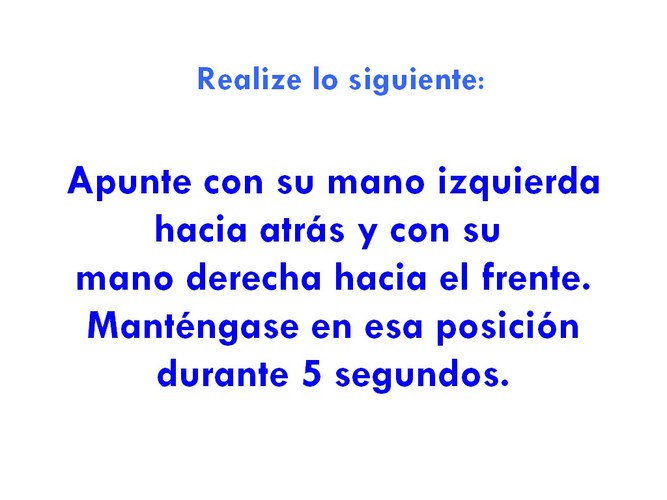 Realize lo siguiente:
Apunte con su mano izquierda
hacia atrás y con su
mano derecha hacia el frente.
Manténgase en esa posición
durante 5 segundos.